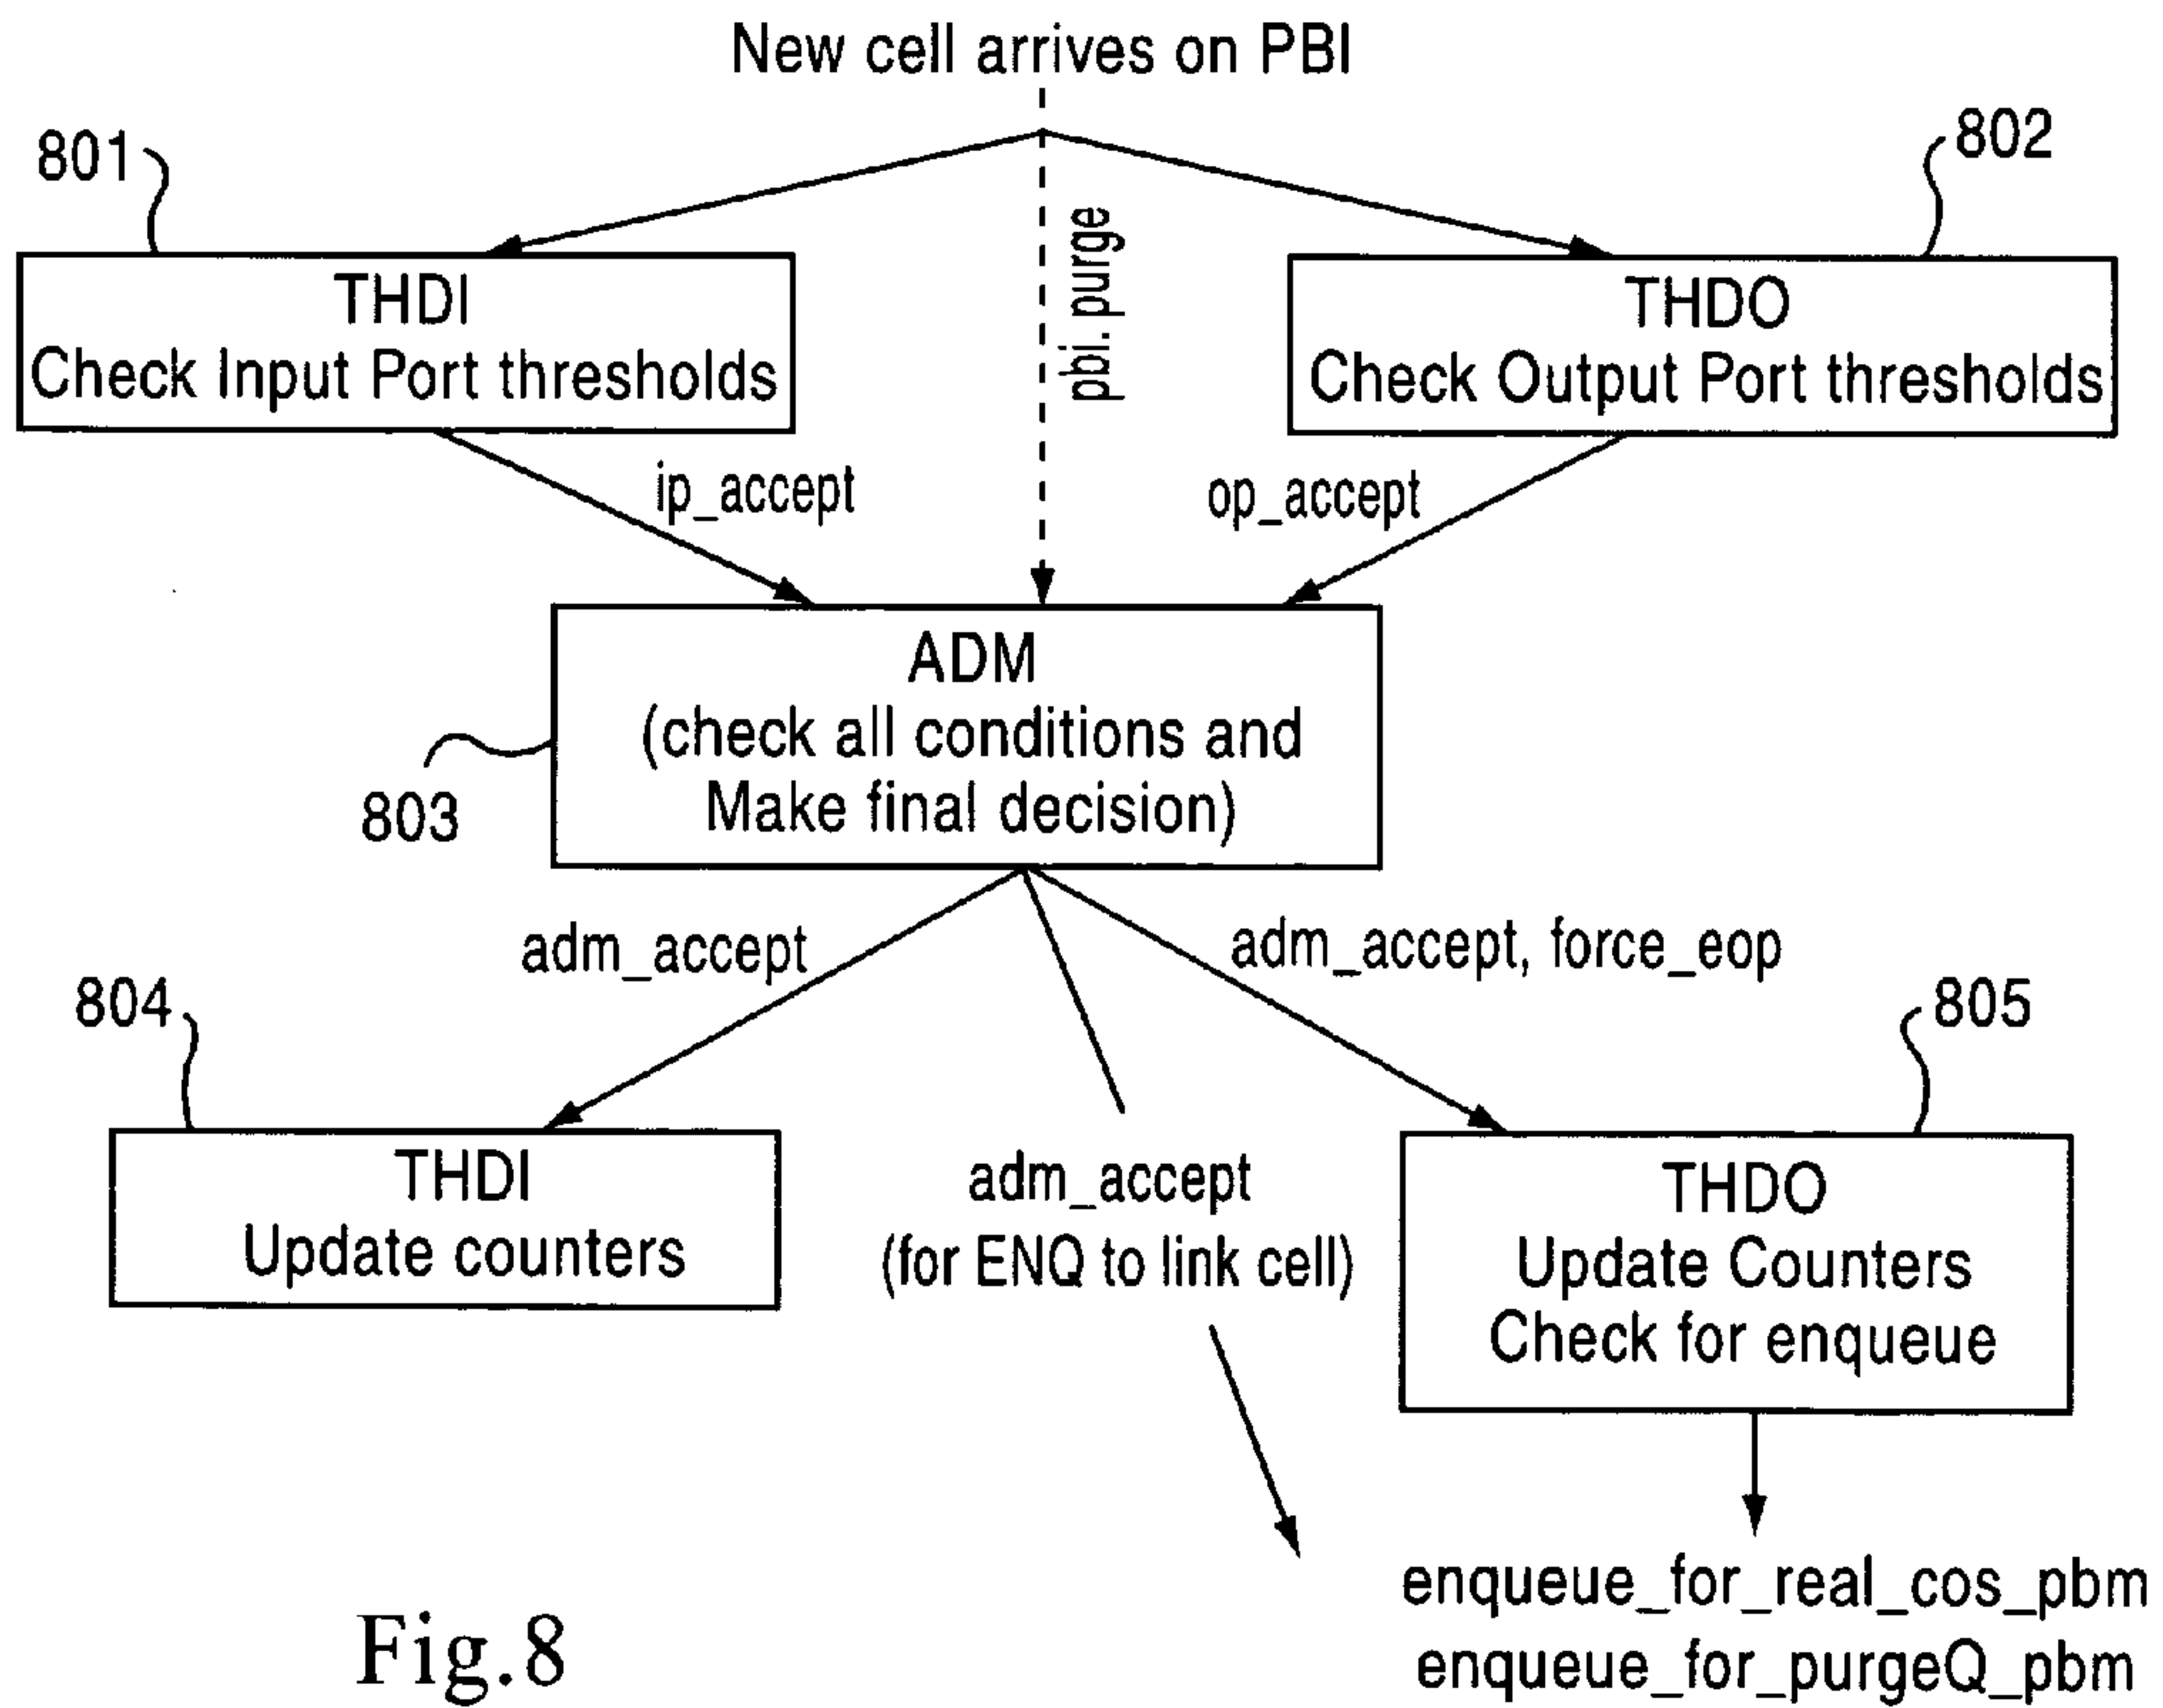 New cell arrives on PBI
801
802
THDI
Check Input Port thresholds
pbi. purge
THDO
Check Output Port thresholds
ip_accept
op_accept
ADM
(check all conditions and
Make final decision)
803
adm_accept
adm_accept, force_eop
804
805
THDI
Update counters
adm_accept
(for ENQ to link cell)
THDO
Update Counters
Check for enqueue
enqueue_for_real_cos_pbm
enqueue_for_purgeQ_pbm
Fig.8